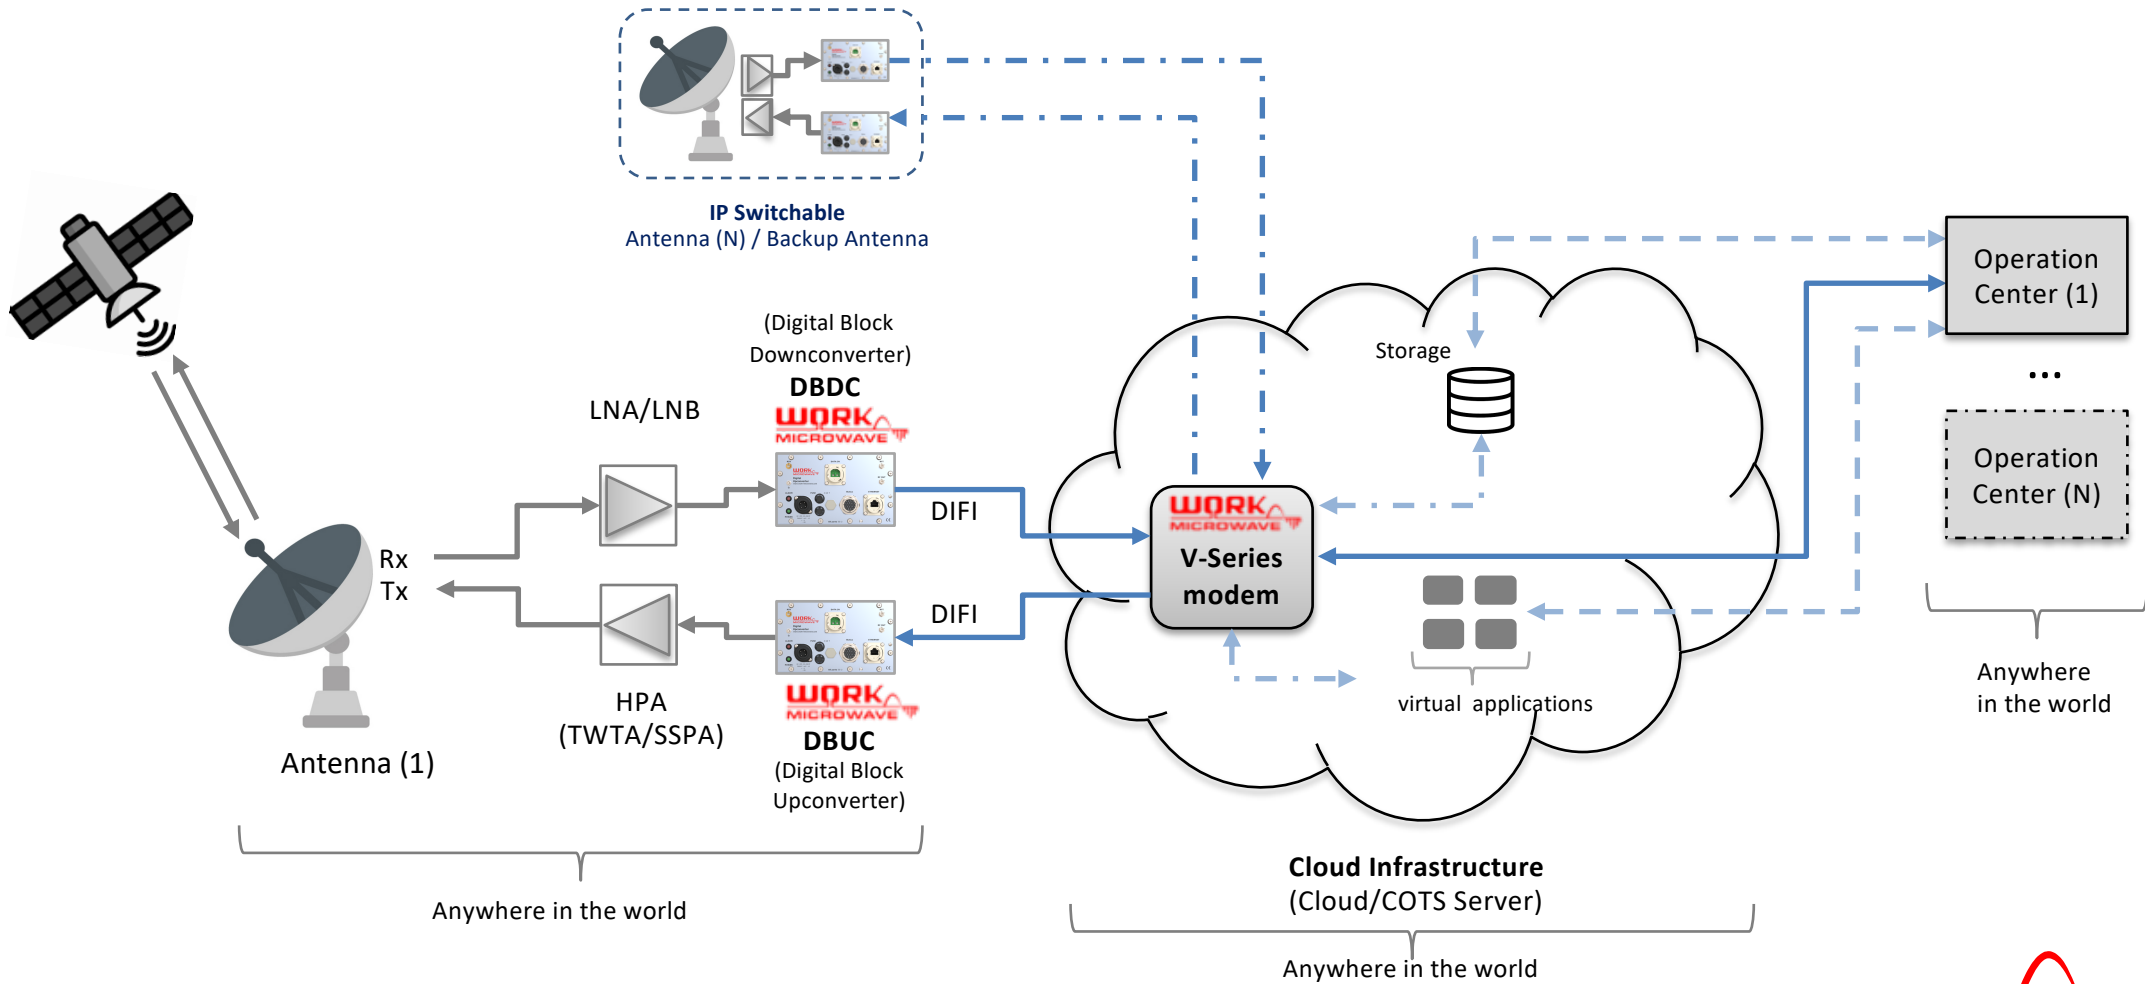 IP Switchable
Antenna (N) / Backup Antenna
(Digital Block
Downconverter)
DBDC
WORK
MICROWAVE
LNA/LNB
DIFI
Rx
Tx
DIFI
HPA
(TWTA/SSPA)
WORK
MICROWAVE
DBUC
(Digital Block
Upconverter)
Antenna (1)
Anywhere in the world
Storage
WORK
MICROWAVE
V-Series
modem
virtual applications
Cloud Infrastructure
(Cloud/COTS Server)
Anywhere in the world
Operation
Center (1)
...
Operation
Center (N)
Anywhere
in the world